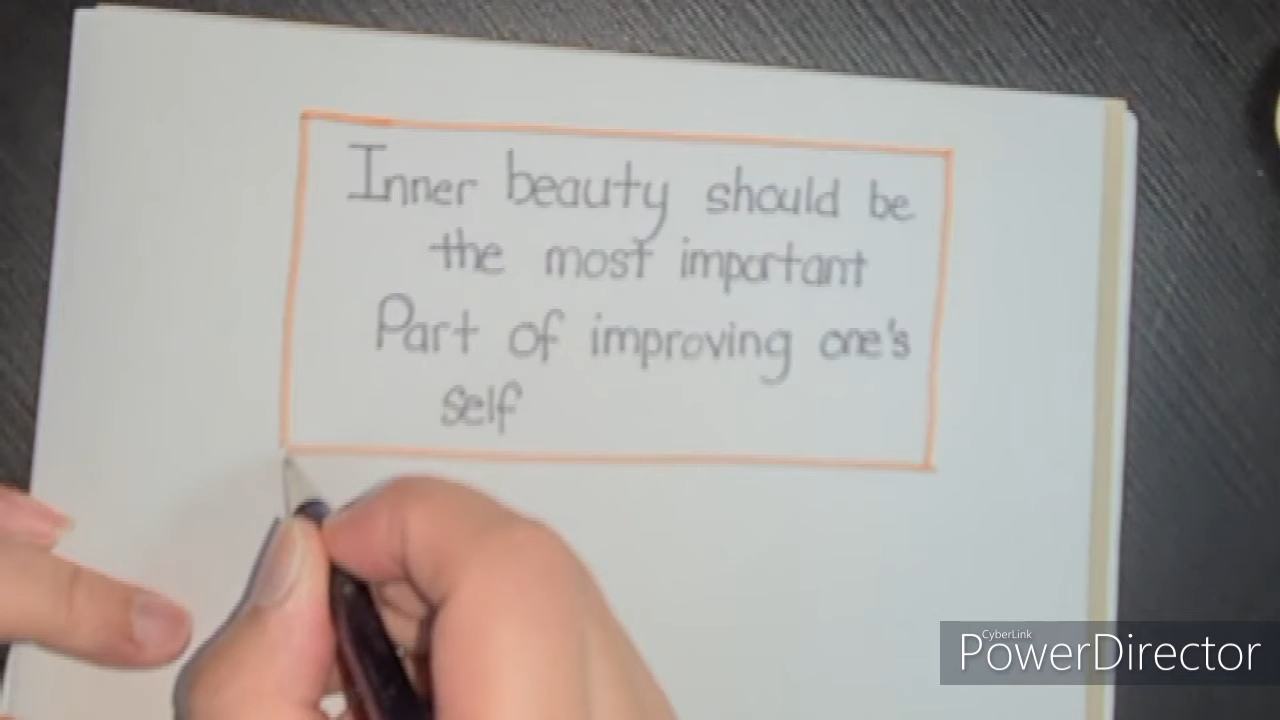 Inner beauty should be
the most important
Part of improving one's
self
CyberLink
PowerDirector